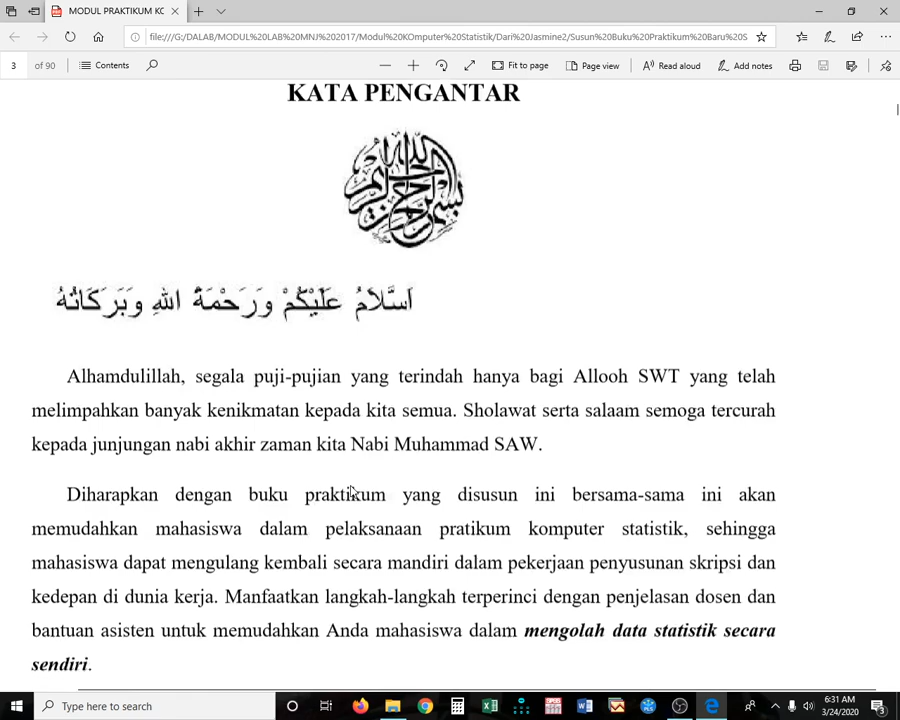 MODUL PRAKTIKUM KO
file:///G:/DALAB/MODUL%20LAB%20MNJ%202017/Modul%20KOmputer%20Statistik/Dari%20Jasmine2/Susun%20Buku%20Praktikum%20Baru%20S
3 of 90 Contents Fit to page Page view Read aloud Add notes
KATA PENGANTAR
بسم الله الرحمن الرحيم
اَسَّلاَمُ عَلَيْكُمْ وَرَحْمَةُ اللهِ وَبَرَكَاتُهُ
Alhamdulillah, segala puji-pujian yang terindah hanya bagi Allooh SWT yang telah
melimpahkan banyak kenikmatan kepada kita semua. Sholawat serta salaam semoga tercurah
kepada junjungan nabi akhir zaman kita Nabi Muhammad SAW.
Diharapkan dengan buku praktikum yang disusun ini bersama-sama ini akan
memudahkan mahasiswa dalam pelaksanaan pratikum komputer statistik, sehingga
mahasiswa dapat mengulang kembali secara mandiri dalam pekerjaan penyusunan skripsi dan
kedepan di dunia kerja. Manfaatkan langkah-langkah terperinci dengan penjelasan dosen dan
bantuan asisten untuk memudahkan Anda mahasiswa dalam mengolah data statistik secara
sendiri.
Type here to search
6:31 AM
3/24/2020